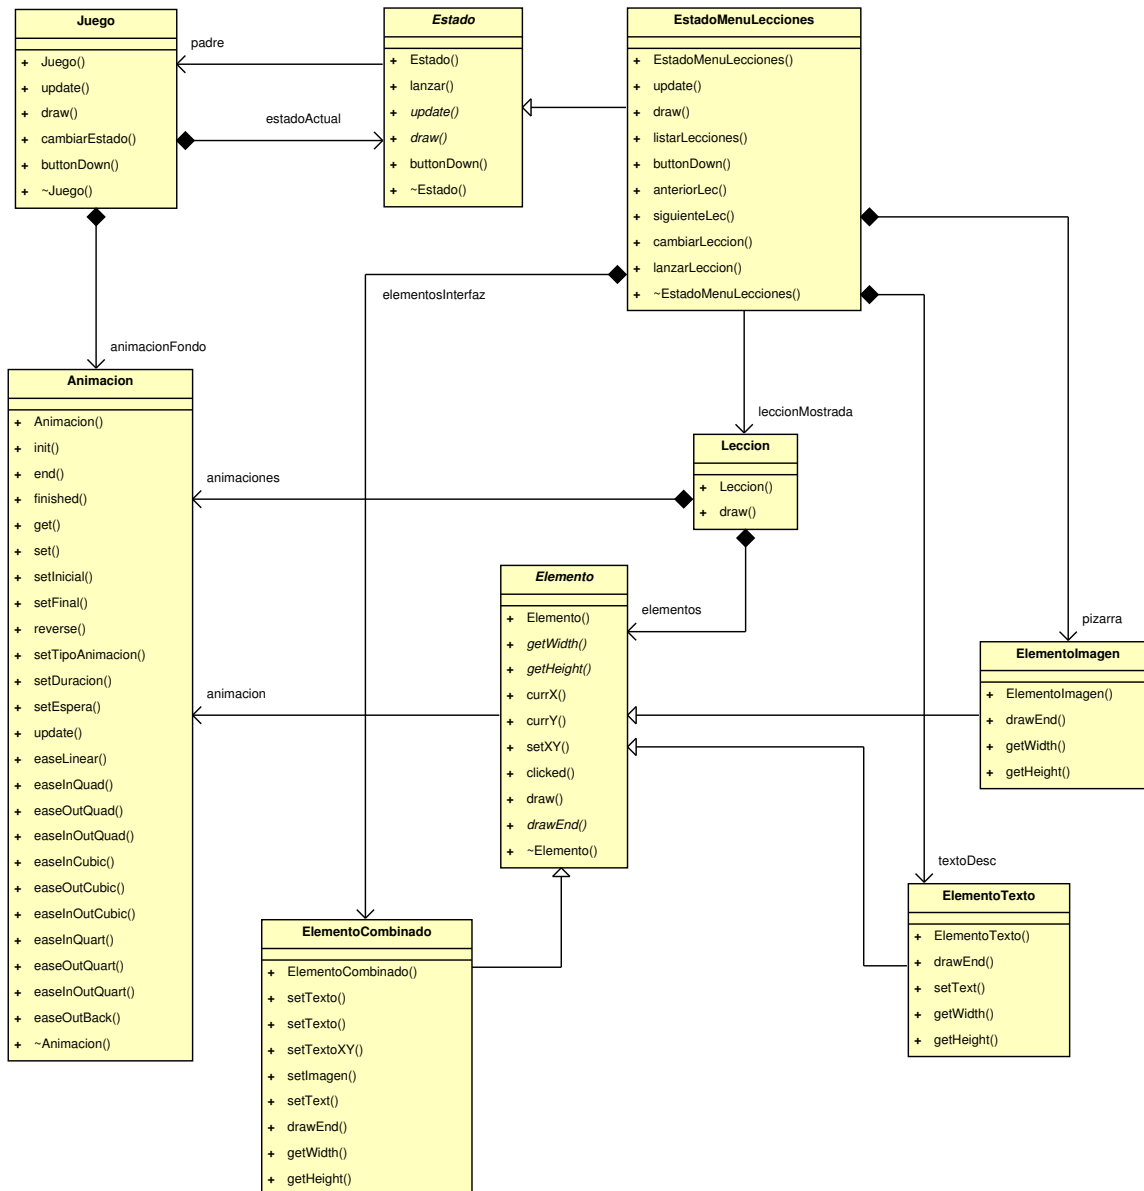 Juego
+ Juego()
+ update()
+ draw()
+ cambiarEstado()
+ buttonDown()
+ ~Juego()
padre
estadoActual
Estado
+ Estado()
+ lanzar()
+ update()
+ draw()
+ buttonDown()
+ ~Estado()
EstadoMenuLecciones
+ EstadoMenuLecciones()
+ update()
+ draw()
+ listarLecciones()
+ buttonDown()
+ anteriorLec()
+ siguienteLec()
+ cambiarLeccion()
+ lanzarLeccion()
+ ~EstadoMenuLecciones()
elementosInterfaz
animacionFondo
leccionMostrada
Animacion
+ Animacion()
+ init()
+ end()
+ finished()
+ get()
+ set()
+ setInicial()
+ setFinal()
+ reverse()
+ setTipoAnimacion()
+ setDuracion()
+ setEspera()
+ update()
+ easeLinear()
+ easeInQuad()
+ easeOutQuad()
+ easeInOutQuad()
+ easeInCubic()
+ easeOutCubic()
+ easeInOutCubic()
+ easeInQuart()
+ easeOutQuart()
+ easeInOutQuart()
+ easeOutBack()
+ ~Animacion()
animaciones
Leccion
+ Leccion()
+ draw()
elementos
animacion
Elemento
+ Elemento()
+ getWidth()
+ getHeight()
+ currX()
+ currY()
+ setXY()
+ clicked()
+ draw()
+ drawEnd()
+ ~Elemento()
pizarra
ElementoImagen
+ ElementoImagen()
+ drawEnd()
+ getWidth()
+ getHeight()
textoDesc
ElementoTexto
+ ElementoTexto()
+ drawEnd()
+ setText()
+ getWidth()
+ getHeight()
ElementoCombinado
+ ElementoCombinado()
+ setTexto()
+ setTexto()
+ setTextoXY()
+ setImagen()
+ setText()
+ drawEnd()
+ getWidth()
+ getHeight()